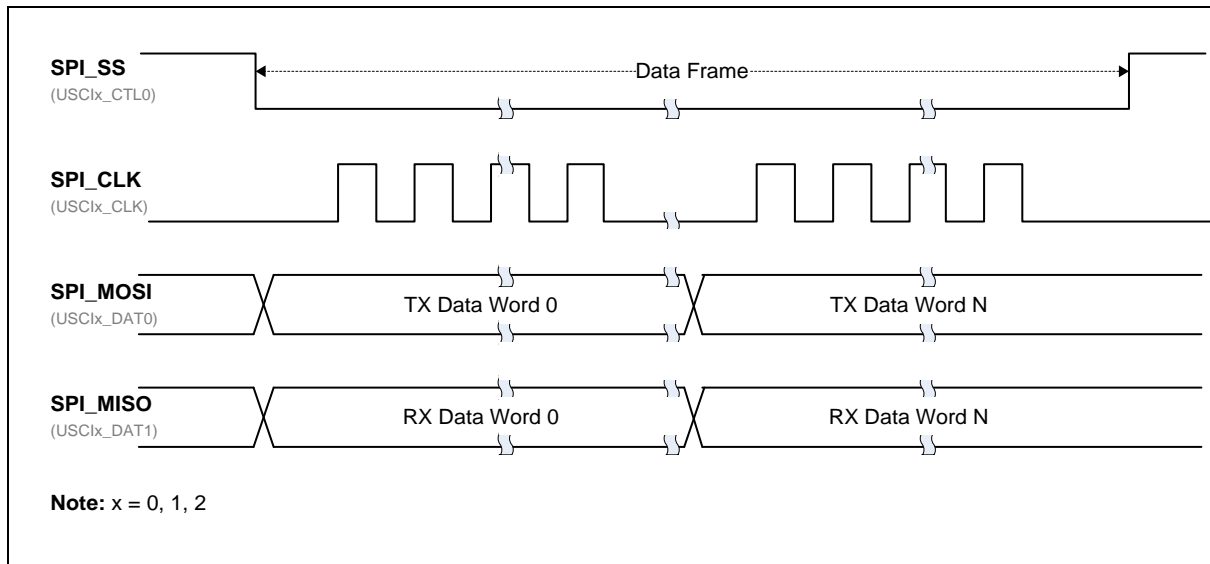 SPI_SS
(USCIx_CTL0)
Data Frame
SPI_CLK
(USCIx_CLK)
SPI_MOSI
(USCIx_DAT0)
TX Data Word 0
TX Data Word N
SPI_MISO
(USCIx_DAT1)
RX Data Word 0
RX Data Word N
Note: x = 0, 1, 2